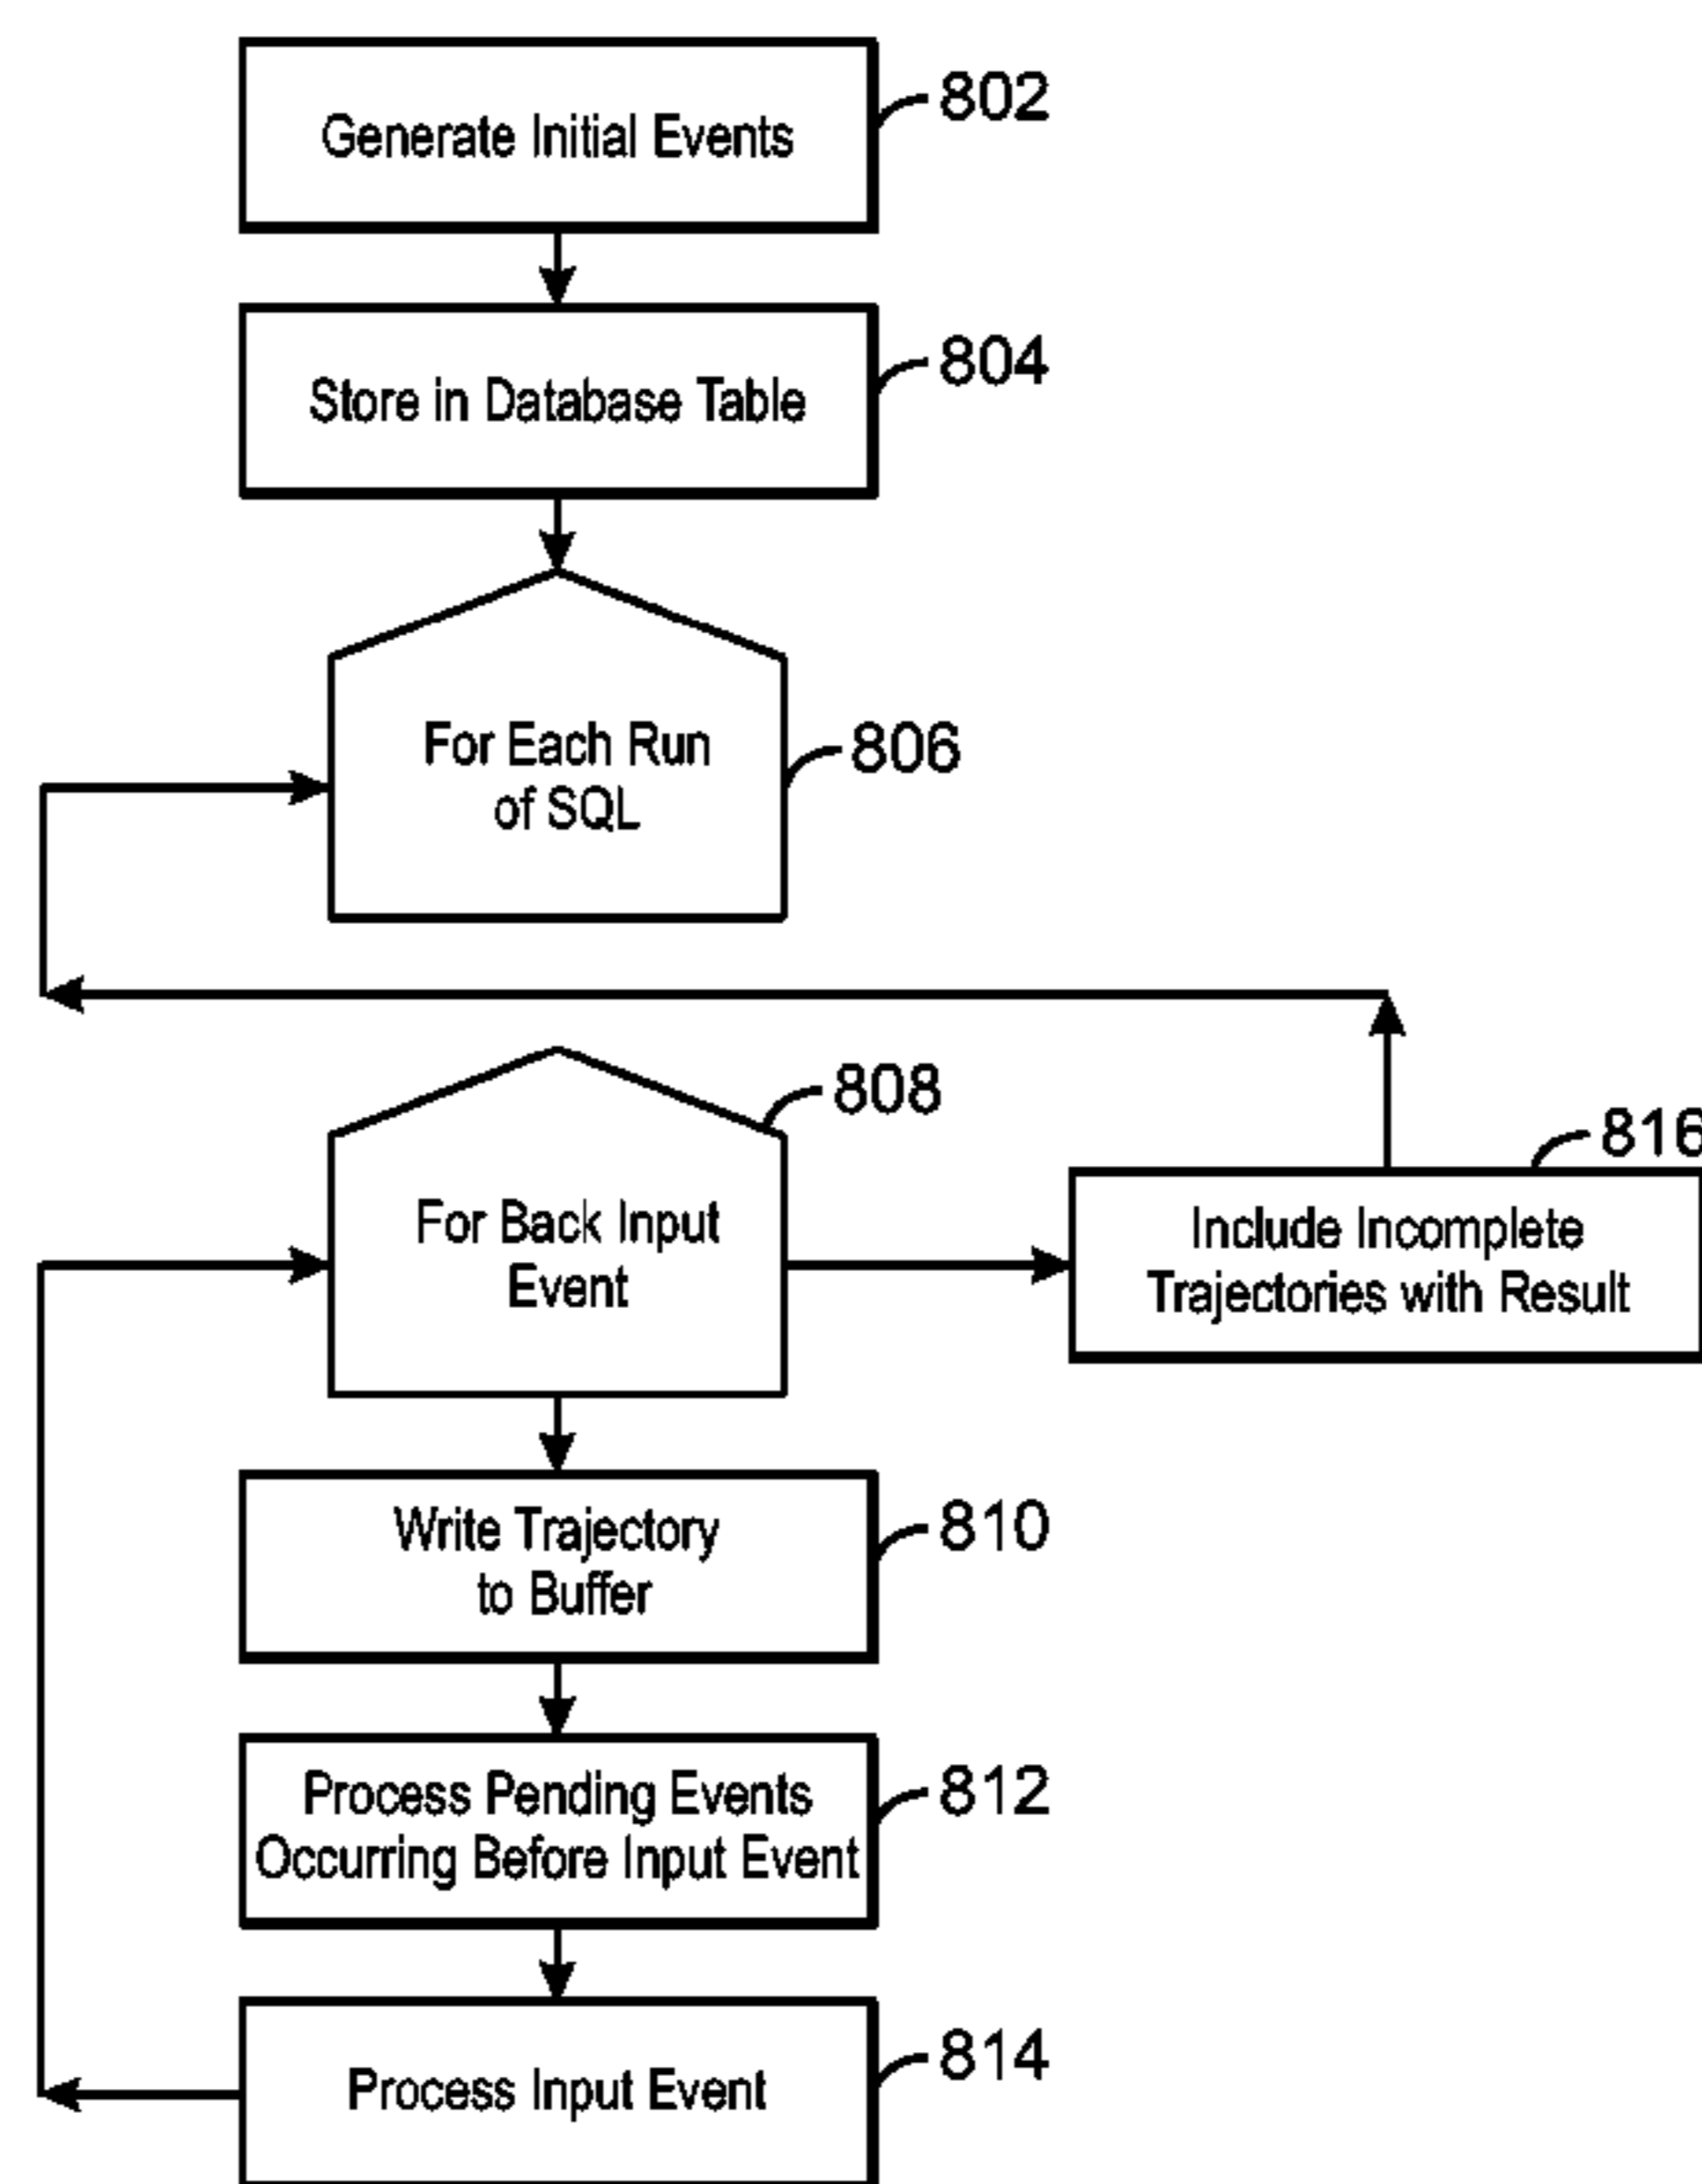 Generate Initial Events
802
Store in Database Table
804
For Each Run
of SQL
806
For Back Input
Event
808
Include Incomplete
Trajectories with Result
816
Write Trajectory
to Buffer
810
Process Pending Events
Occurring Before Input Event
812
Process Input Event
814